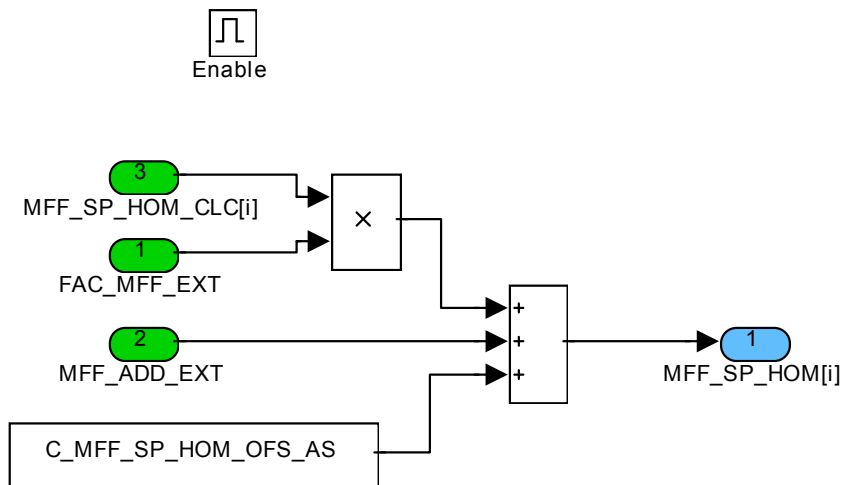 Enable
3
MFF_SP_HOM_CLC[i]
×
1
FAC_MFF_EXT
2
MFF_ADD_EXT
+
+
+
1
MFF_SP_HOM[i]
C_MFF_SP_HOM_OFS_AS